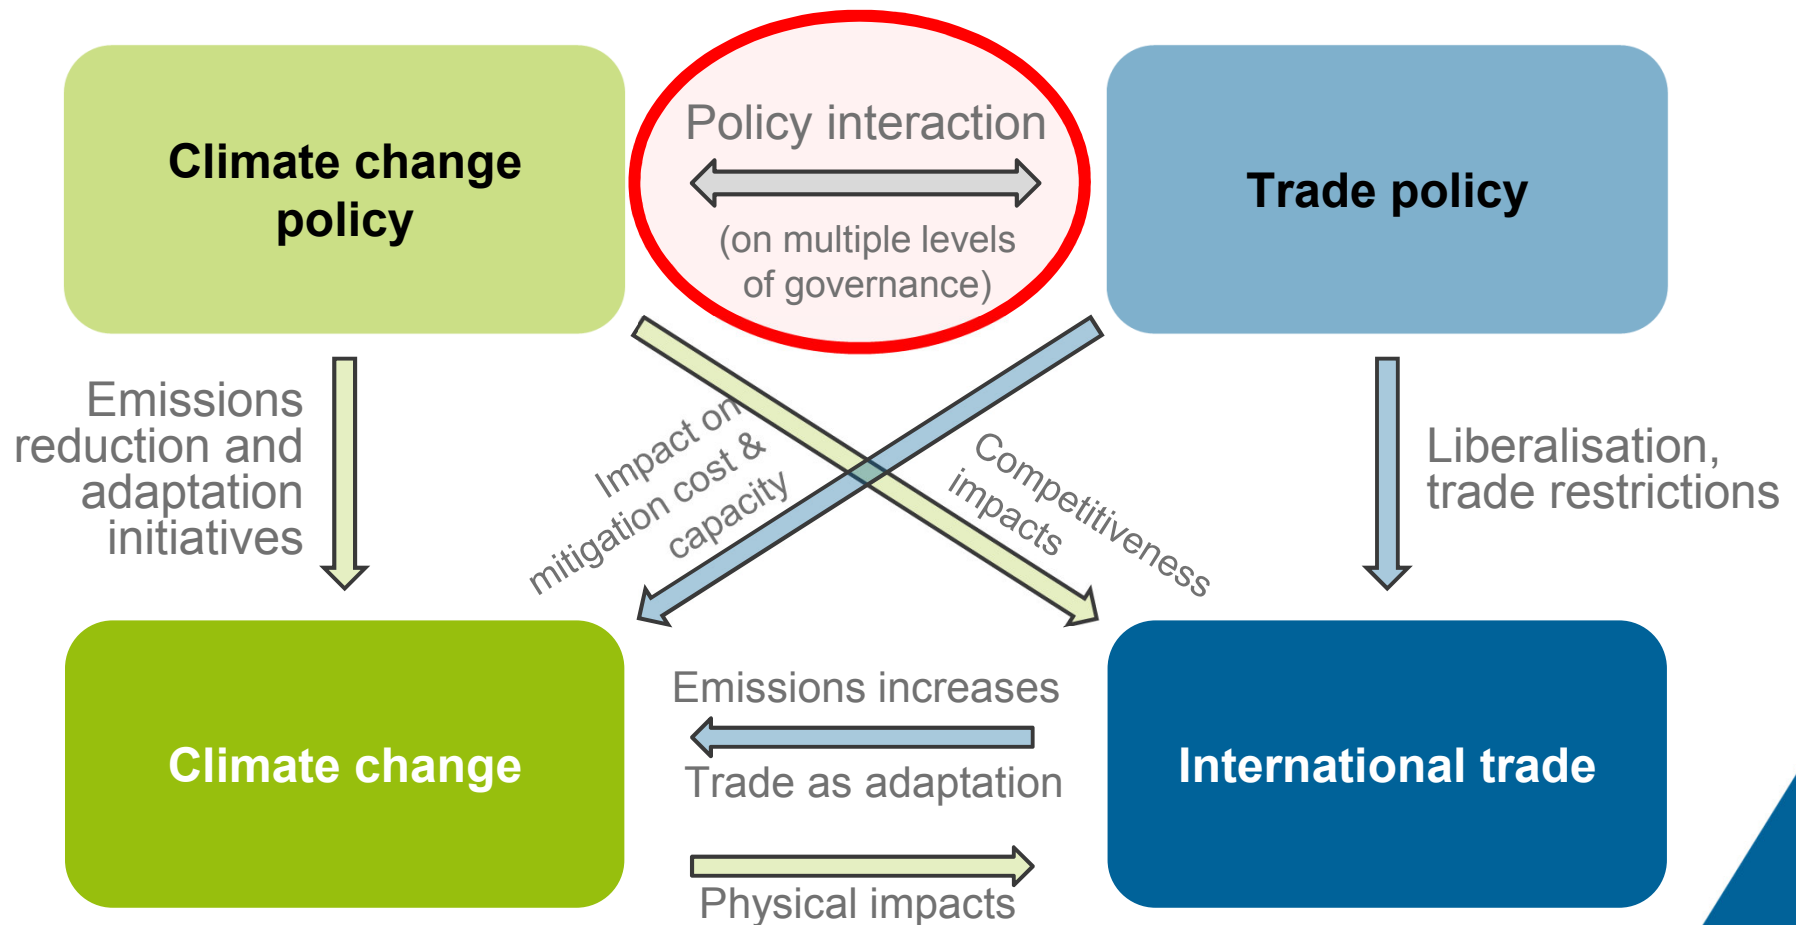 Climate change
policy
Policy interaction
(on multiple levels
of governance)
Trade policy
Emissions
reduction and
adaptation
initiatives
Impact on
mitigation cost &
capacity
Competitiveness
impacts
Liberalisation,
trade restrictions
Climate change
Emissions increases
Trade as adaptation
Physical impacts
International trade